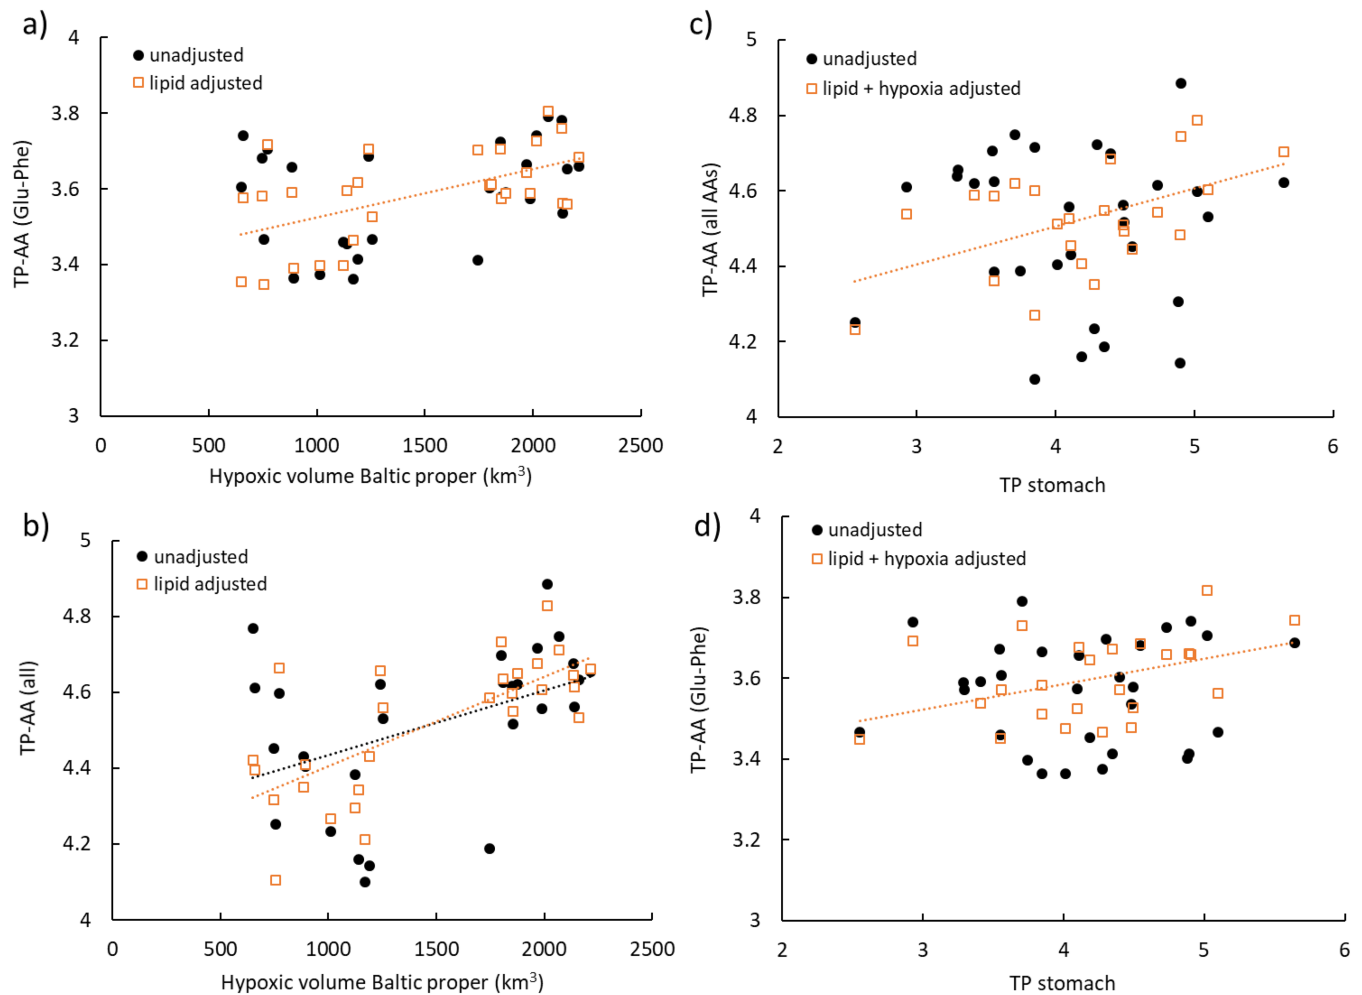 a)
4
3.8
3.6
3.4
3.2
3
TP-AA (Glu-Phe)
unadjusted
lipid adjusted
0 500 1000 1500 2000 2500
Hypoxic volume Baltic proper (km³)
c)
5
4.8
4.6
4.4
4.2
4
TP-AA (all AAs)
unadjusted
lipid + hypoxia adjusted
2 3 4 5 6
TP stomach
b)
5
4.8
4.6
4.4
4.2
4
TP-AA (all)
unadjusted
lipid adjusted
0 500 1000 1500 2000 2500
Hypoxic volume Baltic proper (km³)
d)
4
3.8
3.6
3.4
3.2
3
TP-AA (Glu-Phe)
unadjusted
lipid + hypoxia adjusted
2 3 4 5 6
TP stomach